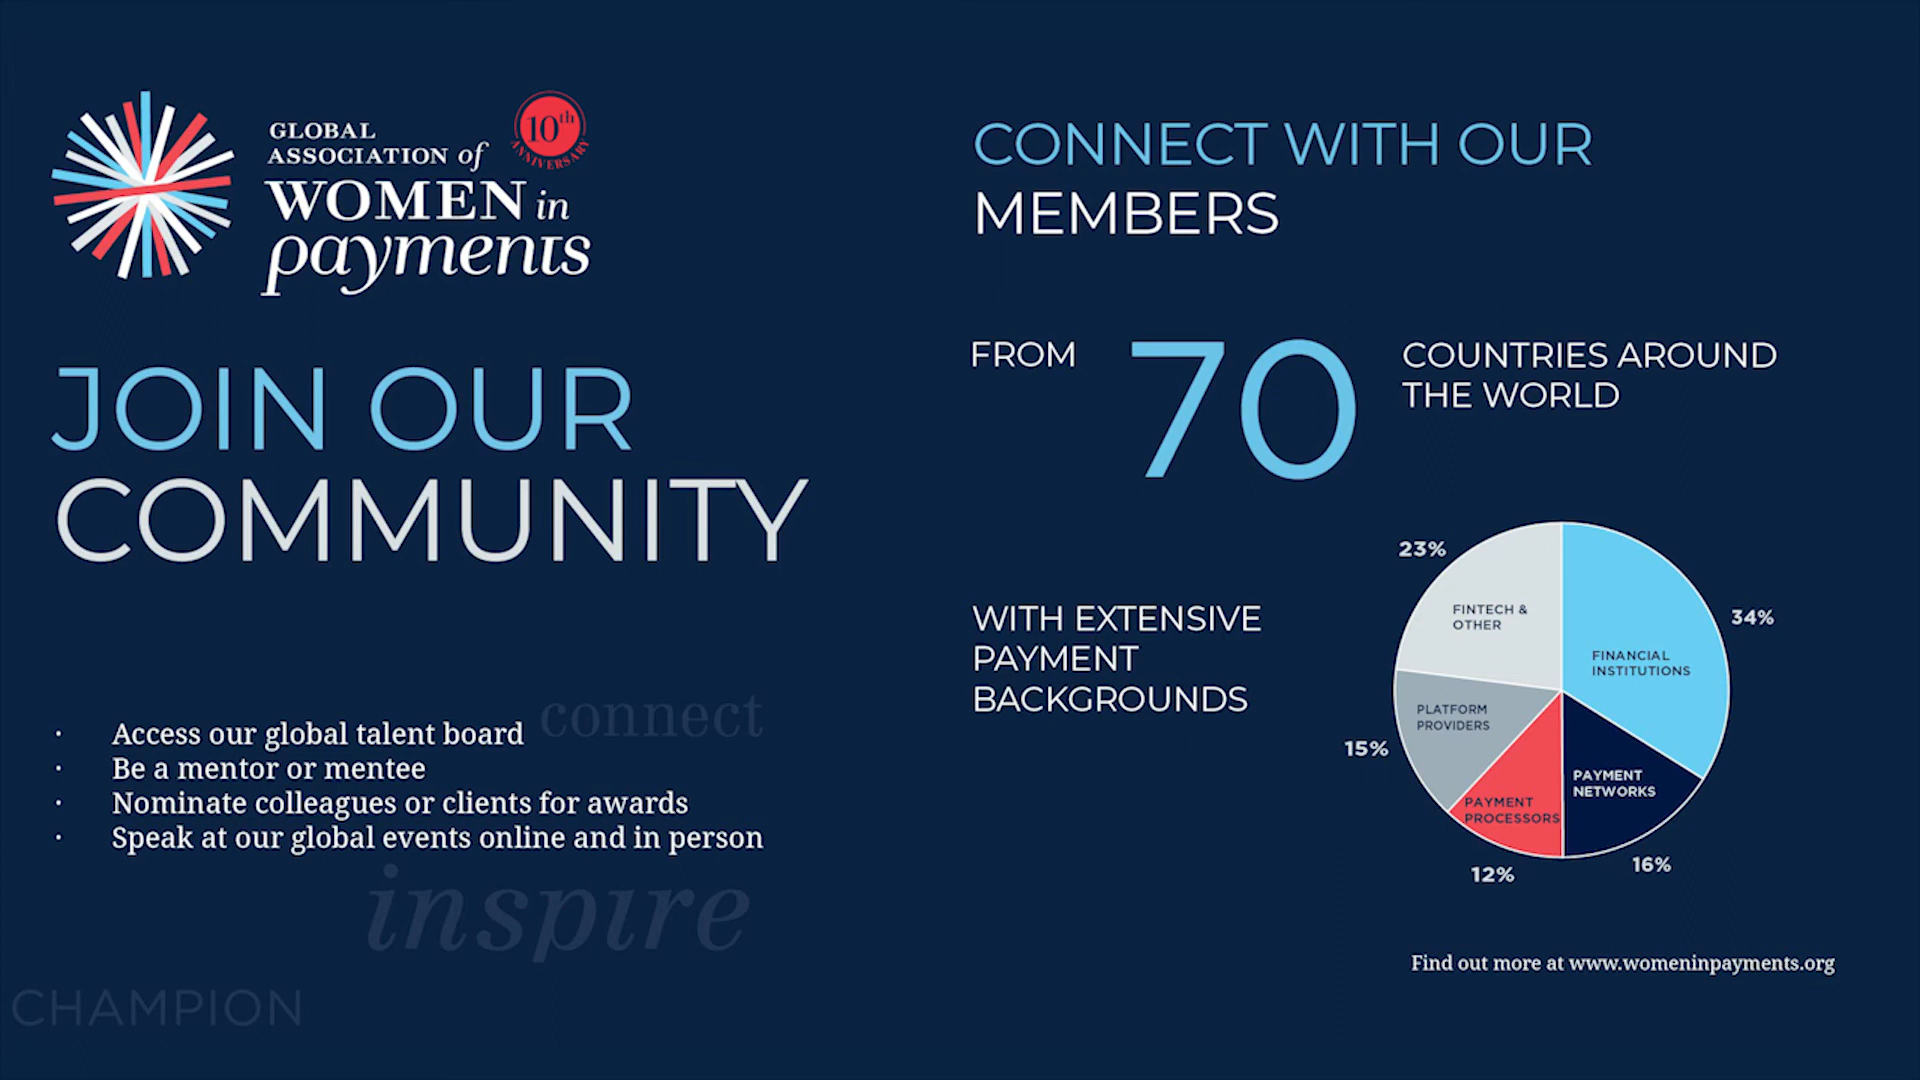 GLOBAL
ASSOCIATION of
WOMEN in
payments
10th
ANNIVERSARY
JOIN OUR
COMMUNITY
· Access our global talent board
· Be a mentor or mentee
· Nominate colleagues or clients for awards
· Speak at our global events online and in person
connect
inspire
CHAMPION
CONNECT WITH OUR
MEMBERS
FROM 70 COUNTRIES AROUND
THE WORLD
WITH EXTENSIVE
PAYMENT
BACKGROUNDS
23%
FINTECH &
OTHER
34%
FINANCIAL
INSTITUTIONS
PLATFORM
PROVIDERS
15%
PAYMENT
NETWORKS
PAYMENT
PROCESSORS
16%
12%
Find out more at www.womeninpayments.org